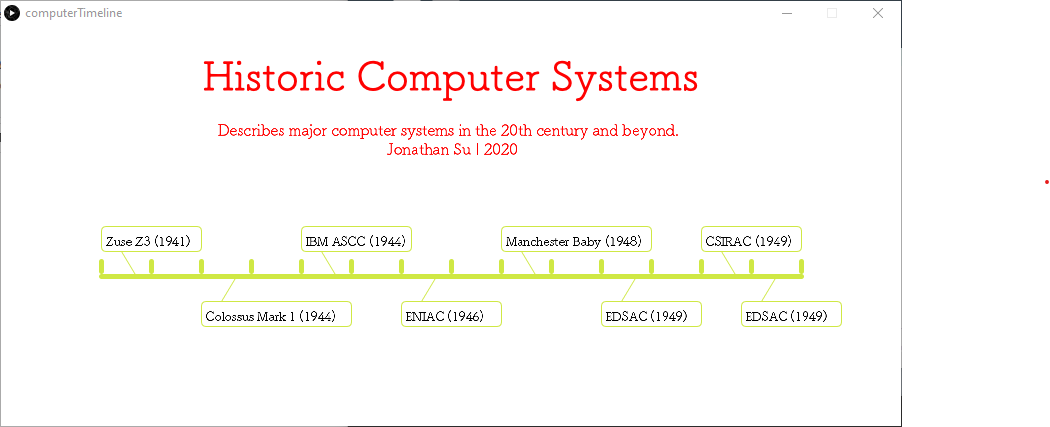 computerTimeline
Historic Computer Systems
Describes major computer systems in the 20th century and beyond.
Jonathan Su | 2020
Zuse Z3 (1941)
IBM ASCC (1944)
Manchester Baby (1948)
CSIRAC (1949)
Colossus Mark 1 (1944)
ENIAC (1946)
EDSAC (1949)
EDSAC (1949)